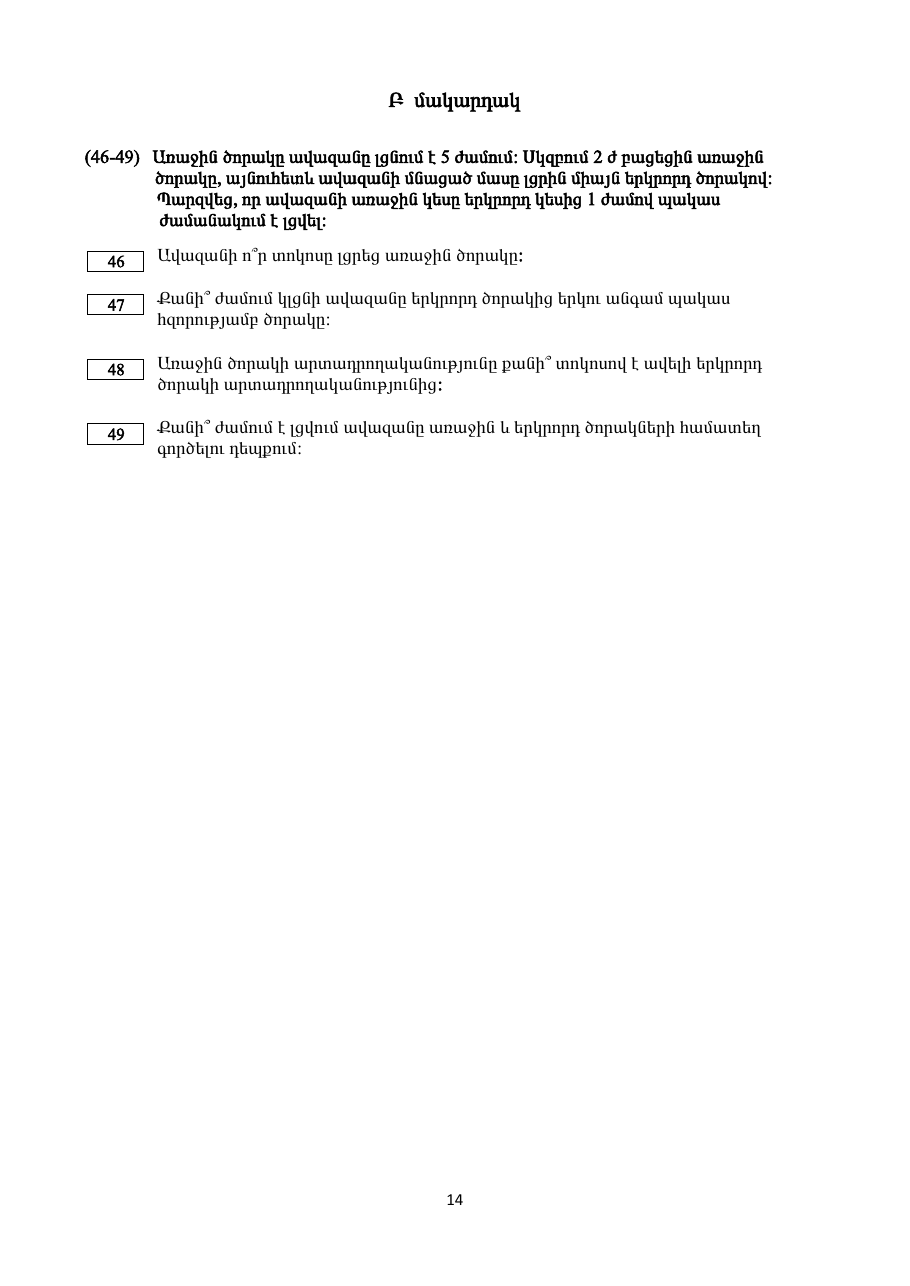 Բ մակարդակ
(46-49) Առաջին ծորակը ավազանը լցնում է 5 ժամում: Սկզբում 2 ժ բացեցին առաջին
ծորակը, այնուհետև ավազանի մնացած մասը լցրին միայն երկրորդ ծորակով:
Պարզվեց, որ ավազանի առաջին կեսը երկրորդ կեսից 1 ժամով պակաս
ժամանակում է լցվել:
46 Ավազանի ո՞ր տոկոսը լցրեց առաջին ծորակը:
47 Քանի՞ ժամում կլցնի ավազանը երկրորդ ծորակից երկու անգամ պակաս
հզորությամբ ծորակը:
48 Առաջին ծորակի արտադրողականությունը քանի՞ տոկոսով է ավելի երկրորդ
ծորակի արտադրողականությունից:
49 Քանի՞ ժամում է լցվում ավազանը առաջին և երկրորդ ծորակների համատեղ
գործելու դեպքում:
14